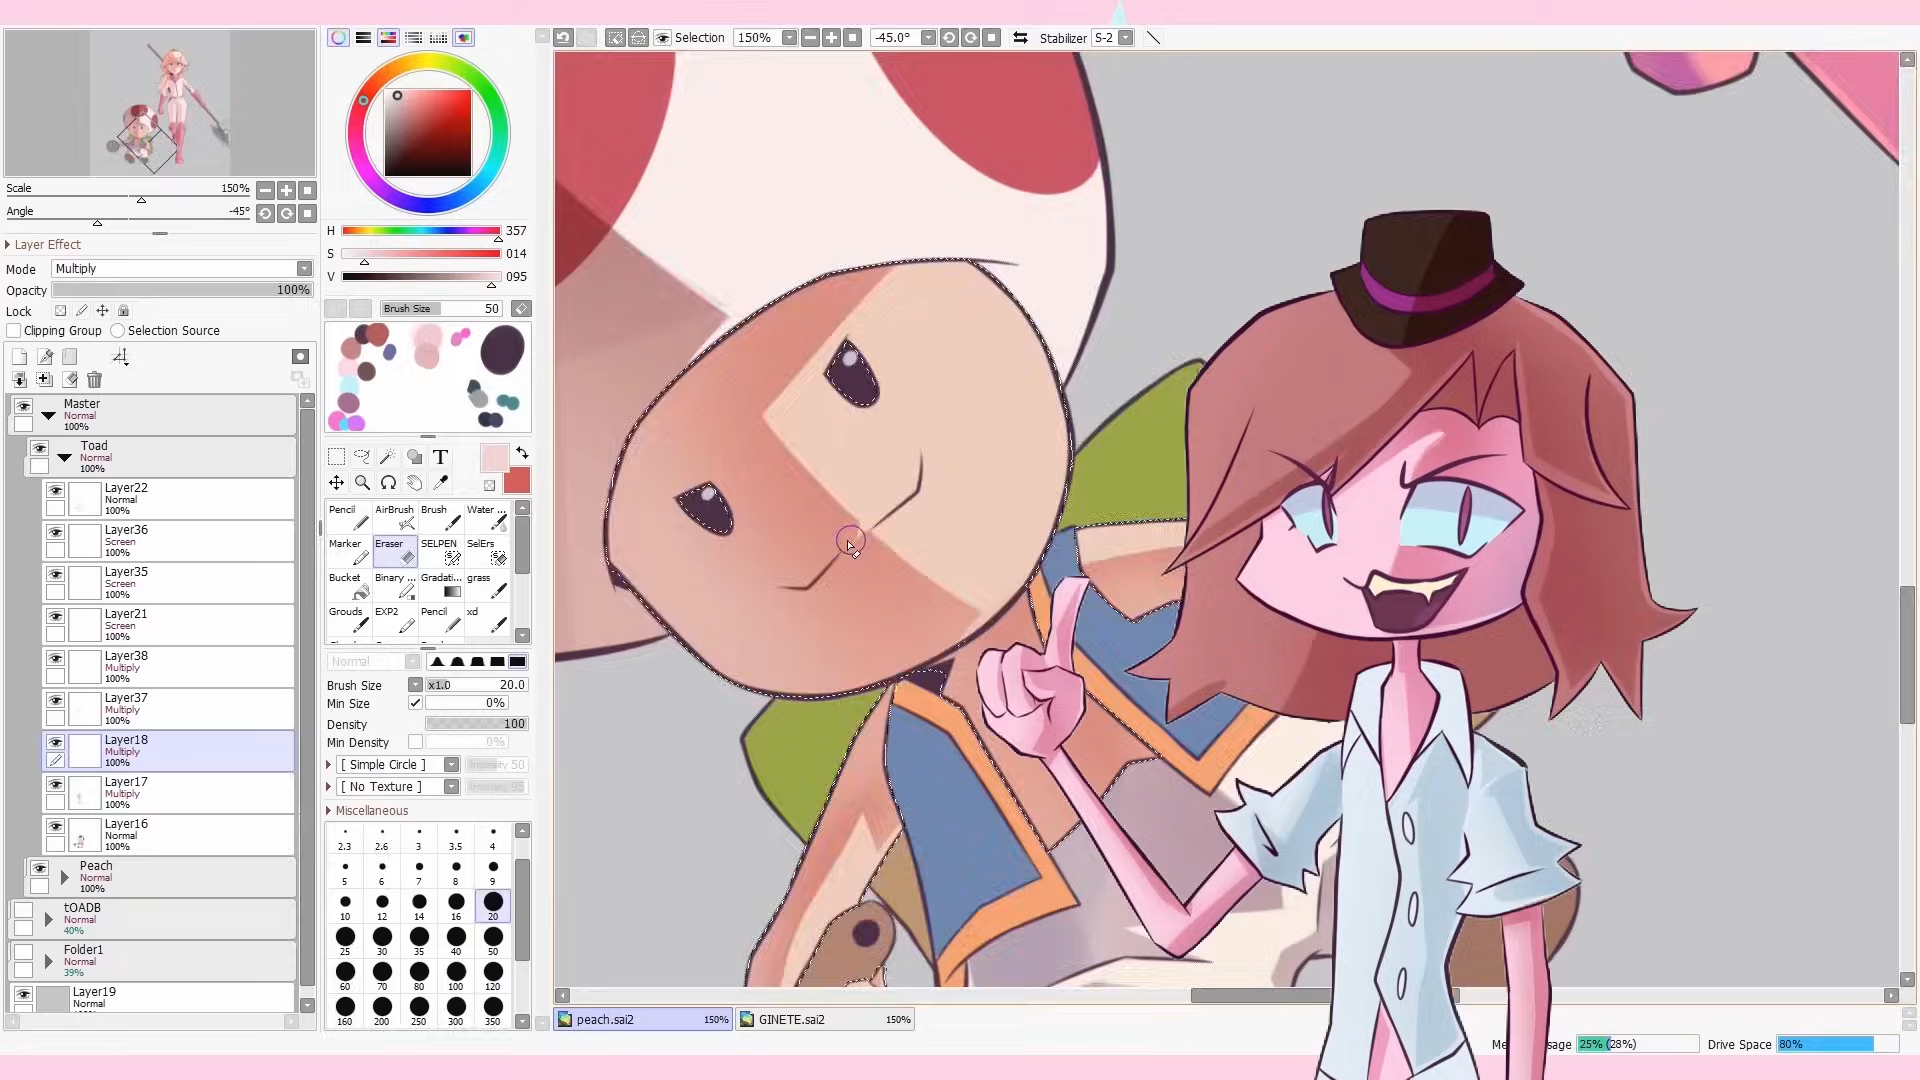 Selection 150% -45.0° Stabilizer S-2
Scale 150%
Angle -45°
Layer Effect
Mode Multiply
Opacity 100%
Lock
Clipping Group Selection Source
Master
Normal
100%
Toad
Normal
100%
Layer22
Normal
100%
Layer36
Screen
100%
Layer35
Screen
100%
Layer21
Screen
100%
Layer38
Multiply
100%
Layer37
Multiply
100%
Layer18
Multiply
100%
Layer17
Multiply
100%
Layer16
Normal
100%
Peach
Normal
100%
tOADB
Normal
40%
Folder1
Normal
39%
Layer19
Normal
H 357
S 014
V 095
Brush Size 50
T
Pencil AirBrush Brush Water ...
Marker Eraser SELPEN SelErs
Bucket Binary ... Gradati... grass
Grouds EXP2 Pencil xd
Normal
Brush Size x1.0 20.0
Min Size 0%
Density 100
Min Density 0%
[ Simple Circle ] Intensity 50
[ No Texture ] Intensity 95
Miscellaneous
2.3 2.6 3 3.5 4
5 6 7 8 9
10 12 14 16 20
25 30 35 40 50
60 70 80 100 120
160 200 250 300 350
peach.sai2 150% GINETE.sai2 150%
25% (28%) Drive Space 80%